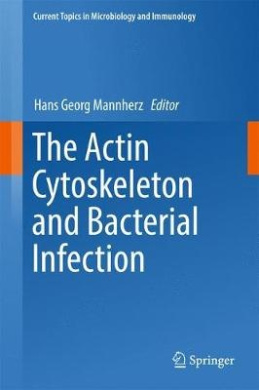 Current Topics in Microbiology and Immunology
Hans Georg Mannherz Editor
The Actin
Cytoskeleton
and Bacterial
Infection
Springer